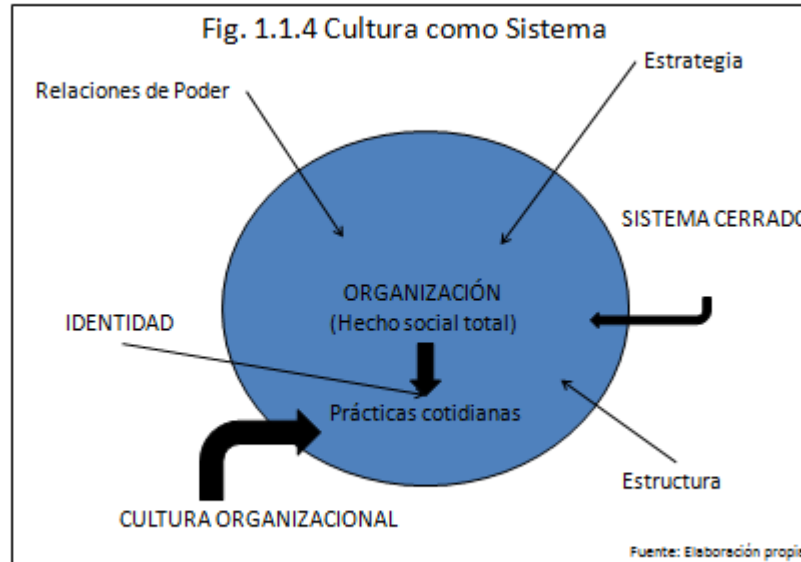 Fig. 1.1.4 Cultura como Sistema
Estrategia
Relaciones de Poder
SISTEMA CERRADO
ORGANIZACIÓN
(Hecho social total)
IDENTIDAD
Prácticas cotidianas
Estructura
CULTURA ORGANIZACIONAL
Fuente: Elaboración propia